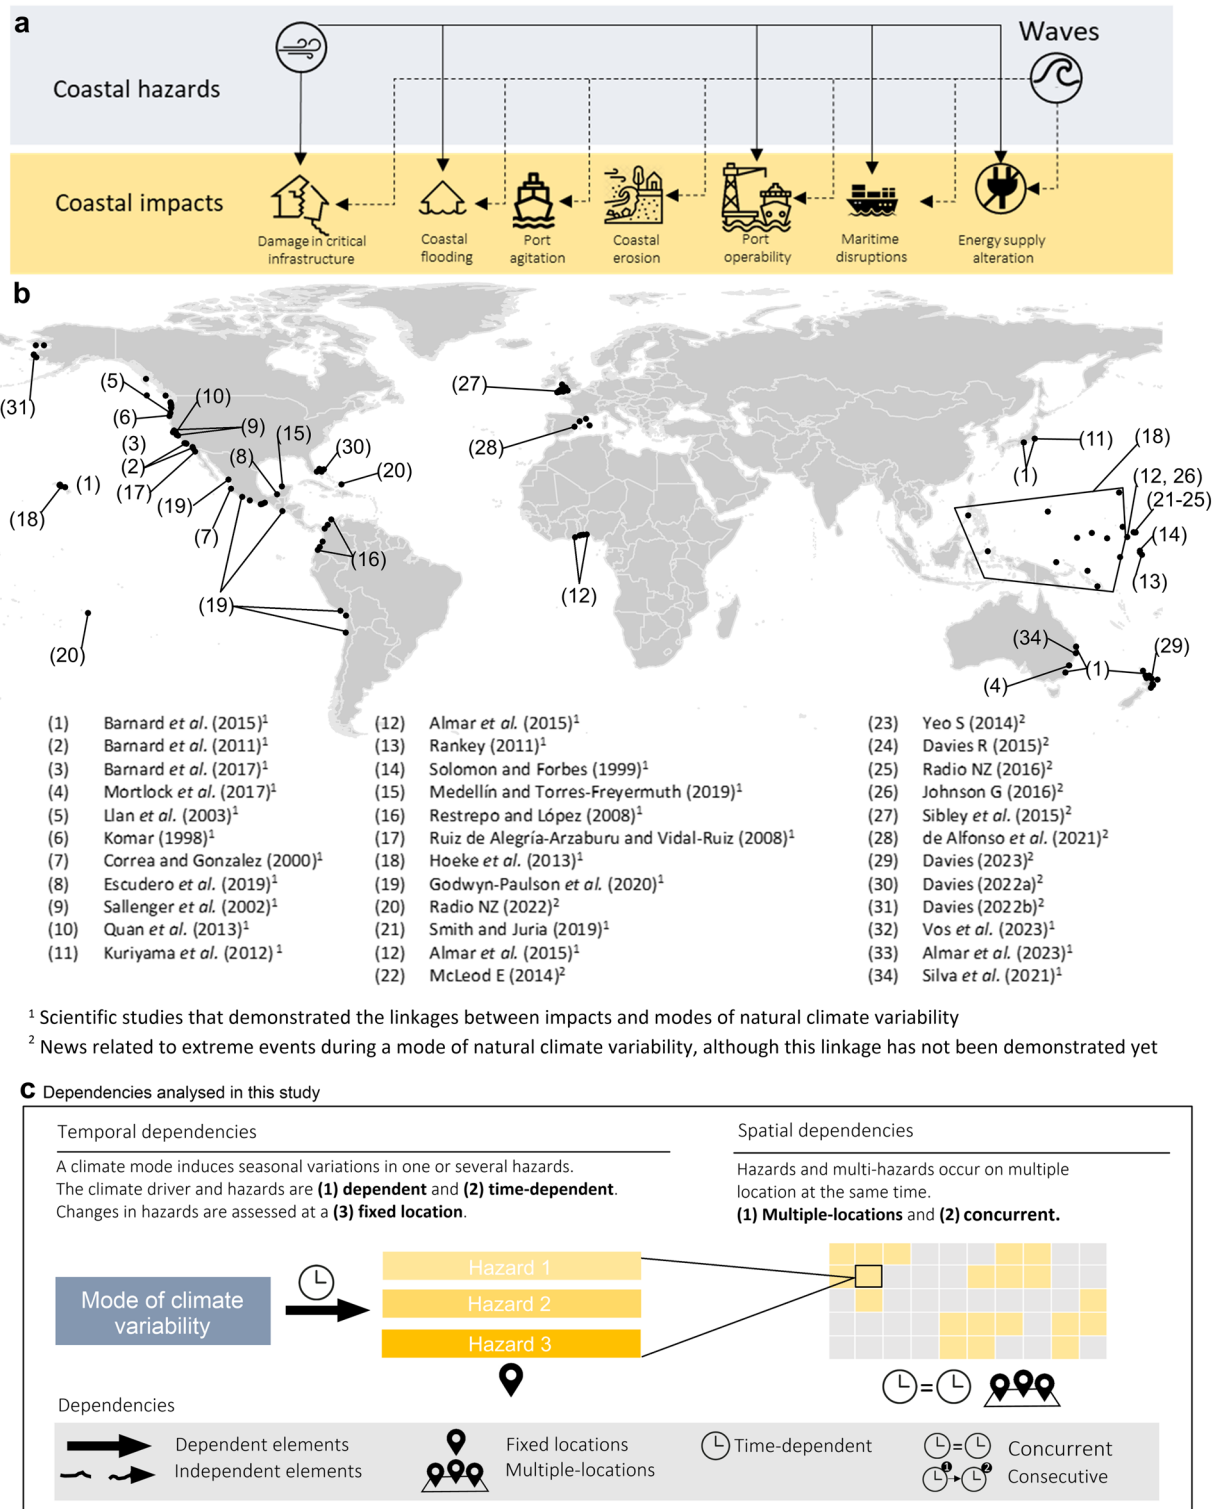 a
Waves
Coastal hazards
Coastal impacts
Damage in critical
infrastructure
Coastal
flooding
Port
agitation
Coastal
erosion
Port
operability
Maritime
disruptions
Energy supply
alteration
b
(31)
(5)
(6)
(10)
(9)
(3)
(2)
(17)
(15)
(8)
(30)
(20)
(1)
(18)
(19)
(7)
(16)
(19)
(20)
(27)
(28)
(12)
(11)
(1)
(18)
(12, 26)
(21-25)
(14)
(13)
(34)
(4)
(1)
(29)
(1) Barnard et al. (2015)¹
(2) Barnard et al. (2011)¹
(3) Barnard et al. (2017)¹
(4) Mortlock et al. (2017)¹
(5) Llan et al. (2003)¹
(6) Komar (1998)¹
(7) Correa and Gonzalez (2000)¹
(8) Escudero et al. (2019)¹
(9) Sallenger et al. (2002)¹
(10) Quan et al. (2013)¹
(11) Kuriyama et al. (2012) ¹
(12) Almar et al. (2015)¹
(13) Rankey (2011)¹
(14) Solomon and Forbes (1999)¹
(15) Medellín and Torres-Freyermuth (2019)¹
(16) Restrepo and López (2008)¹
(17) Ruiz de Alegría-Arzaburu and Vidal-Ruiz (2008)¹
(18) Hoeke et al. (2013)¹
(19) Godwyn-Paulson et al. (2020)¹
(20) Radio NZ (2022)²
(21) Smith and Juria (2019)¹
(12) Almar et al. (2015)¹
(22) McLeod E (2014)²
(23) Yeo S (2014)²
(24) Davies R (2015)²
(25) Radio NZ (2016)²
(26) Johnson G (2016)²
(27) Sibley et al. (2015)²
(28) de Alfonso et al. (2021)²
(29) Davies (2023)²
(30) Davies (2022a)²
(31) Davies (2022b)²
(32) Vos et al. (2023)¹
(33) Almar et al. (2023)¹
(34) Silva et al. (2021)¹
¹ Scientific studies that demonstrated the linkages between impacts and modes of natural climate variability
² News related to extreme events during a mode of natural climate variability, although this linkage has not been demonstrated yet
c Dependencies analysed in this study
Temporal dependencies
A climate mode induces seasonal variations in one or several hazards.
The climate driver and hazards are (1) dependent and (2) time-dependent.
Changes in hazards are assessed at a (3) fixed location.
Spatial dependencies
Hazards and multi-hazards occur on multiple
location at the same time.
(1) Multiple-locations and (2) concurrent.
Mode of climate
variability
Hazard 1
Hazard 2
Hazard 3
=
Dependencies
Dependent elements
Independent elements
Fixed locations
Multiple-locations
Time-dependent
= Concurrent
1 2 Consecutive